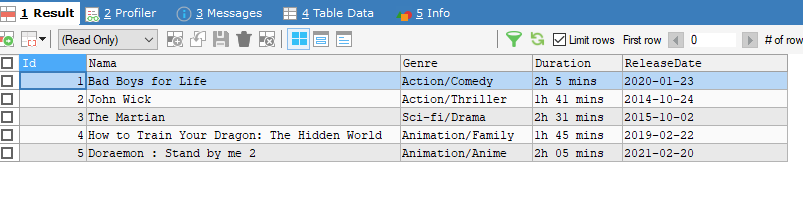 1 Result 2 Profiler 3 Messages 4 Table Data 5 Info
(Read Only) Limit rows First row 0 # of row
Id Nama Genre Duration ReleaseDate
1 Bad Boys for Life Action/Comedy 2h 5 mins 2020-01-23
2 John Wick Action/Thriller 1h 41 mins 2014-10-24
3 The Martian Sci-fi/Drama 2h 31 mins 2015-10-02
4 How to Train Your Dragon: The Hidden World Animation/Family 1h 45 mins 2019-02-22
5 Doraemon : Stand by me 2 Animation/Anime 2h 05 mins 2021-02-20